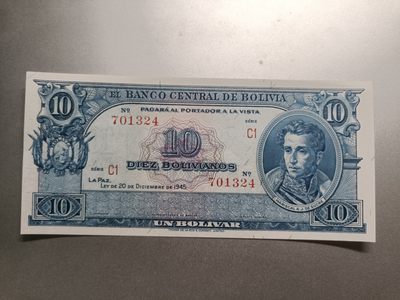 10 EL BANCO CENTRAL DE BOLIVIA 10
PAGARÁ AL PORTADOR A LA VISTA
Nº 701324
SERIE C1
10
DIEZ BOLIVIANOS
SERIE C1
Nº 701324
LA PAZ,
LEY DE 20 DE DICIEMBRE DE 1945
10 UN BOLIVAR 10